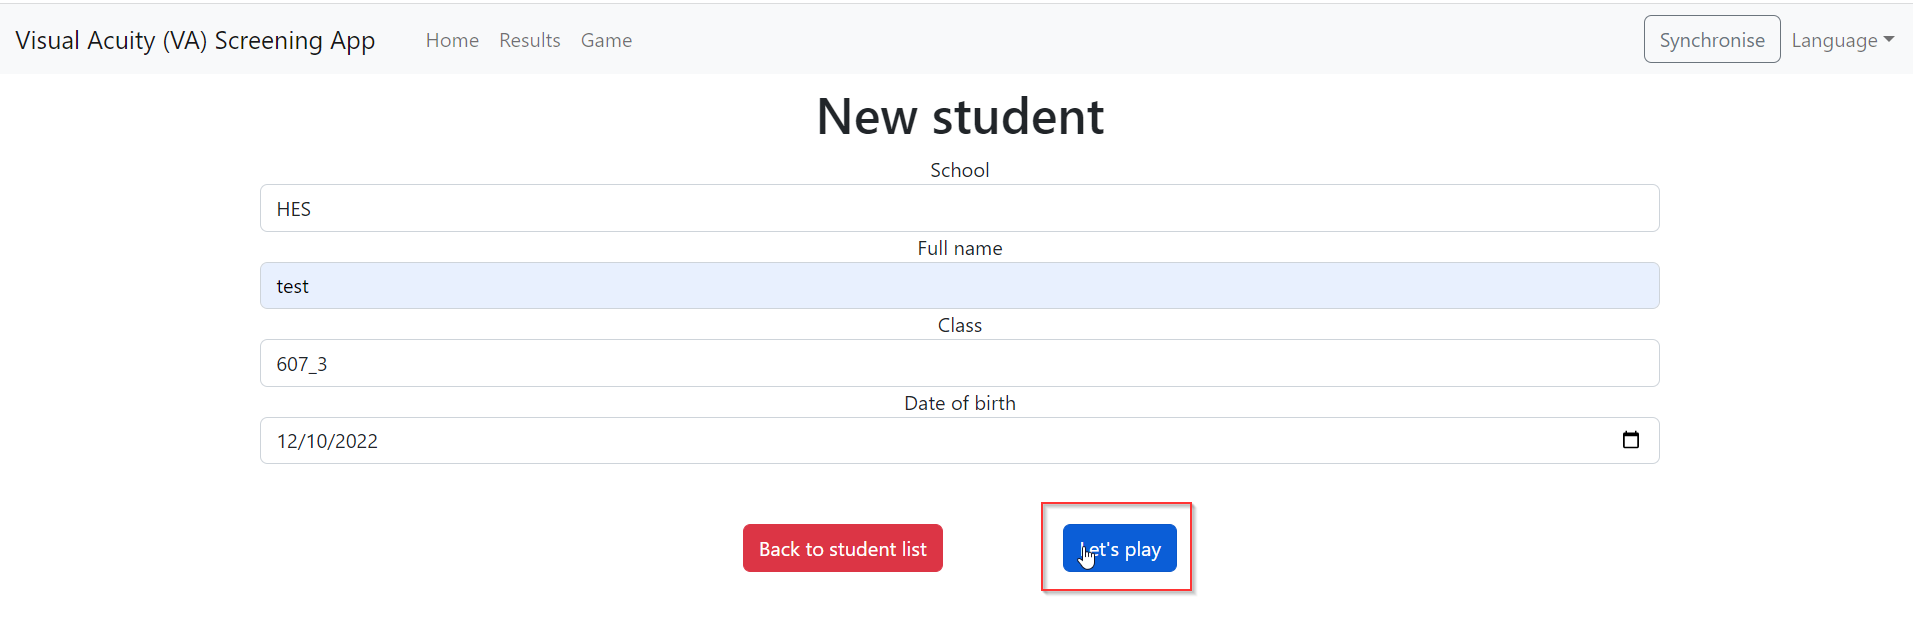 Visual Acuity (VA) Screening App Home Results Game Synchronise Language
New student
School
HES
Full name
test
Class
607_3
Date of birth
12/10/2022
Back to student list Let's play